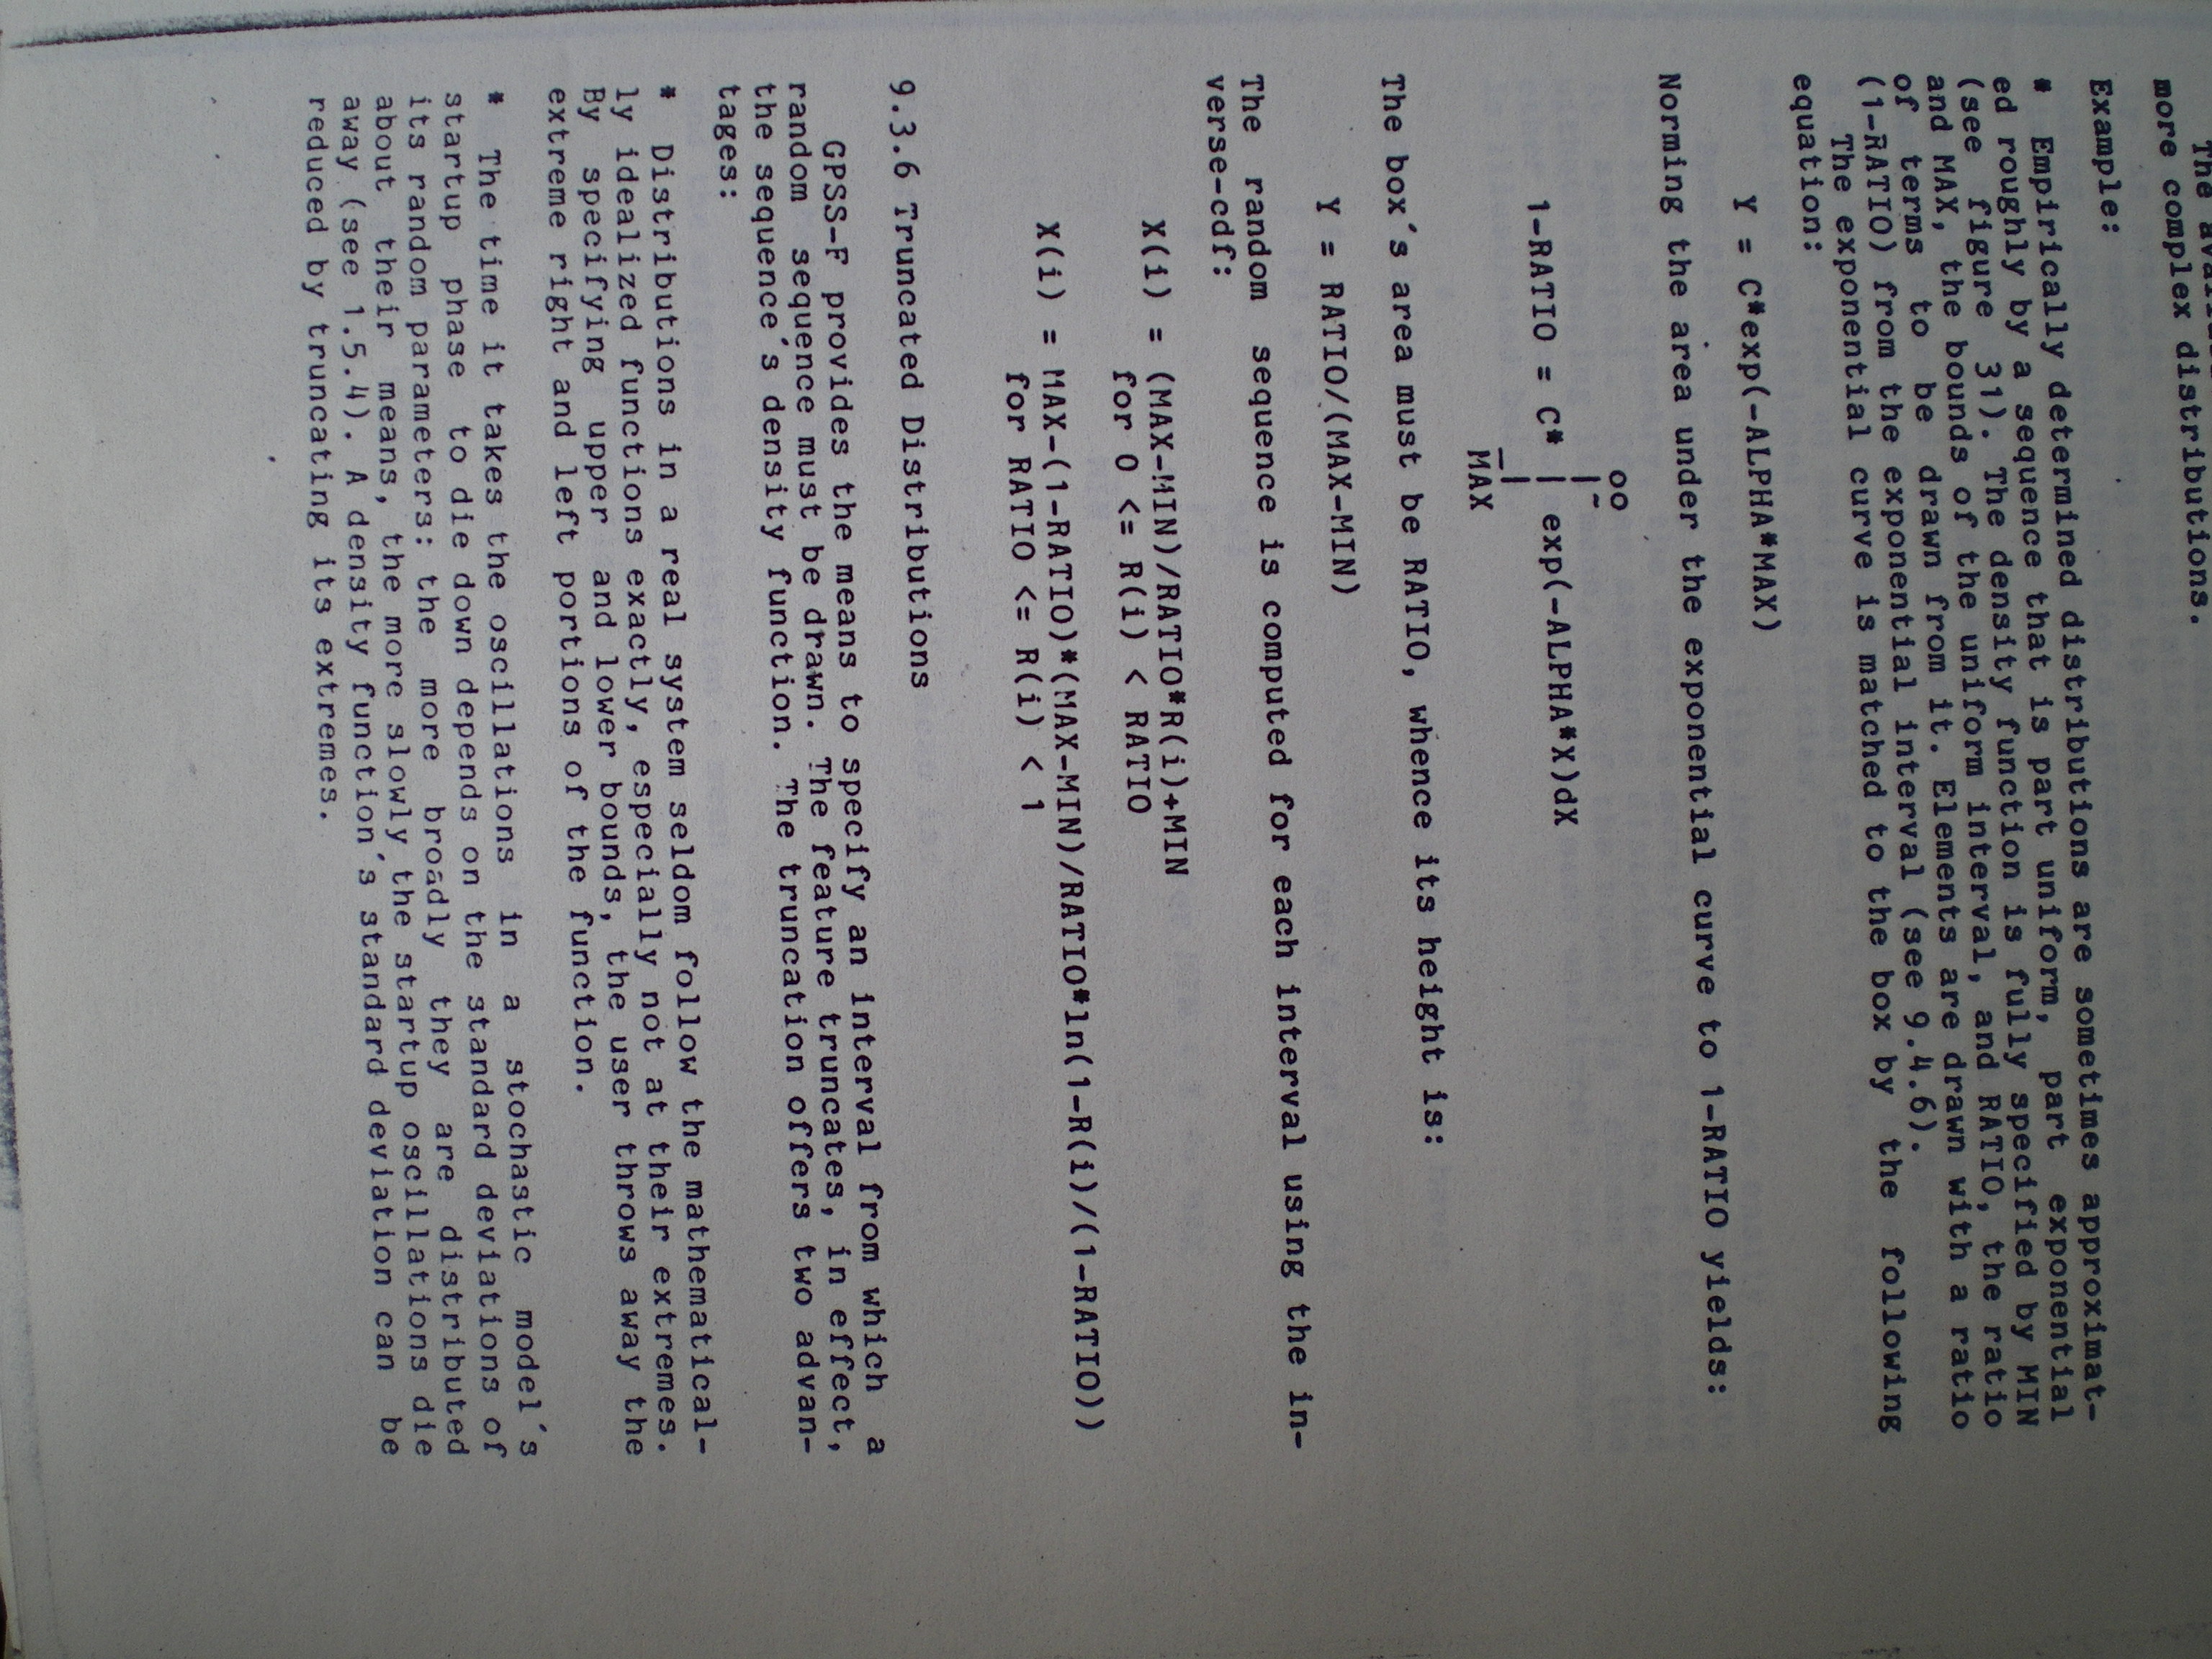 more complex distributions.
Example:
* Empirically determined distributions are sometimes approximat-
ed roughly by a sequence that is part uniform, part exponential
(see figure 31). The density function is fully specified by MIN
and MAX, the bounds of the uniform interval, and RATIO, the ratio
of terms to be drawn from it. Elements are drawn with a ratio
(1-RATIO) from the exponential interval (see 9.4.6).
The exponential curve is matched to the box by the following
equation:
Y = C*exp(-ALPHA*MAX)
Norming the area under the exponential curve to 1-RATIO yields:
oo
1-RATIO = C* | exp(-ALPHA*X)dX
MAX
The box's area must be RATIO, whence its height is:
Y = RATIO/(MAX-MIN)
The random sequence is computed for each interval using the in-
verse-cdf:
X(i) = (MAX-MIN)/RATIO*R(i)+MIN
for 0 <= R(i) < RATIO
X(i) = MAX-(1-RATIO)*(MAX-MIN)/RATIO*ln(1-R(i)/(1-RATIO))
for RATIO <= R(i) < 1
9.3.6 Truncated Distributions
GPSS-F provides the means to specify an interval from which a
random sequence must be drawn. The feature truncates, in effect,
the sequence's density function. The truncation offers two advan-
tages:
* Distributions in a real system seldom follow the mathematical-
ly idealized functions exactly, especially not at their extremes.
By specifying upper and lower bounds, the user throws away the
extreme right and left portions of the function.
* The time it takes the oscillations in a stochastic model's
startup phase to die down depends on the standard deviations of
its random parameters: the more broadly they are distributed
about their means, the more slowly the startup oscillations die
away (see 1.5.4). A density function's standard deviation can be
reduced by truncating its extremes.